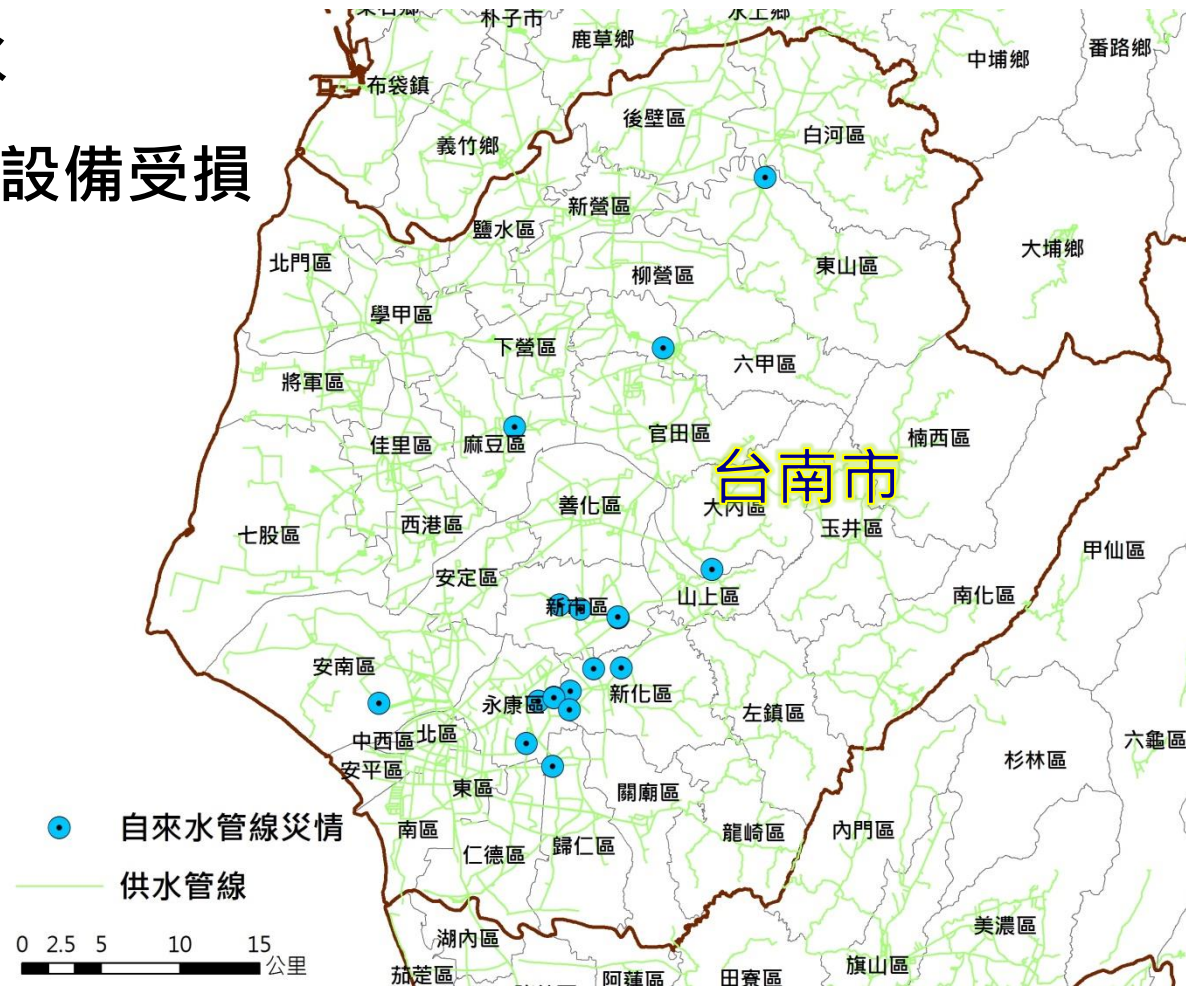 朴子市
水上鄉
鹿草鄉
中埔鄉
番路鄉
布袋鎮
後壁區
白河區
義竹鄉
設備受損
新營區
鹽水區
大埔鄉
北門區
東山區
柳營區
學甲區
下營區
六甲區
將軍區
官田區
楠西區
佳里區
麻豆區
台南市
善化區
大內區
西港區
玉井區
七股區
甲仙區
安定區
山上區
南化區
新市區
安南區
新化區
永康區
左鎮區
北區
中西區
六龜區
杉林區
安平區
東區
關廟區
自來水管線災情
南區
龍崎區
內門區
歸仁區
仁德區
供水管線
美濃區
湖內區
0 2.5 5 10 15
公里
旗山區
茄萣區
阿蓮區
田寮區